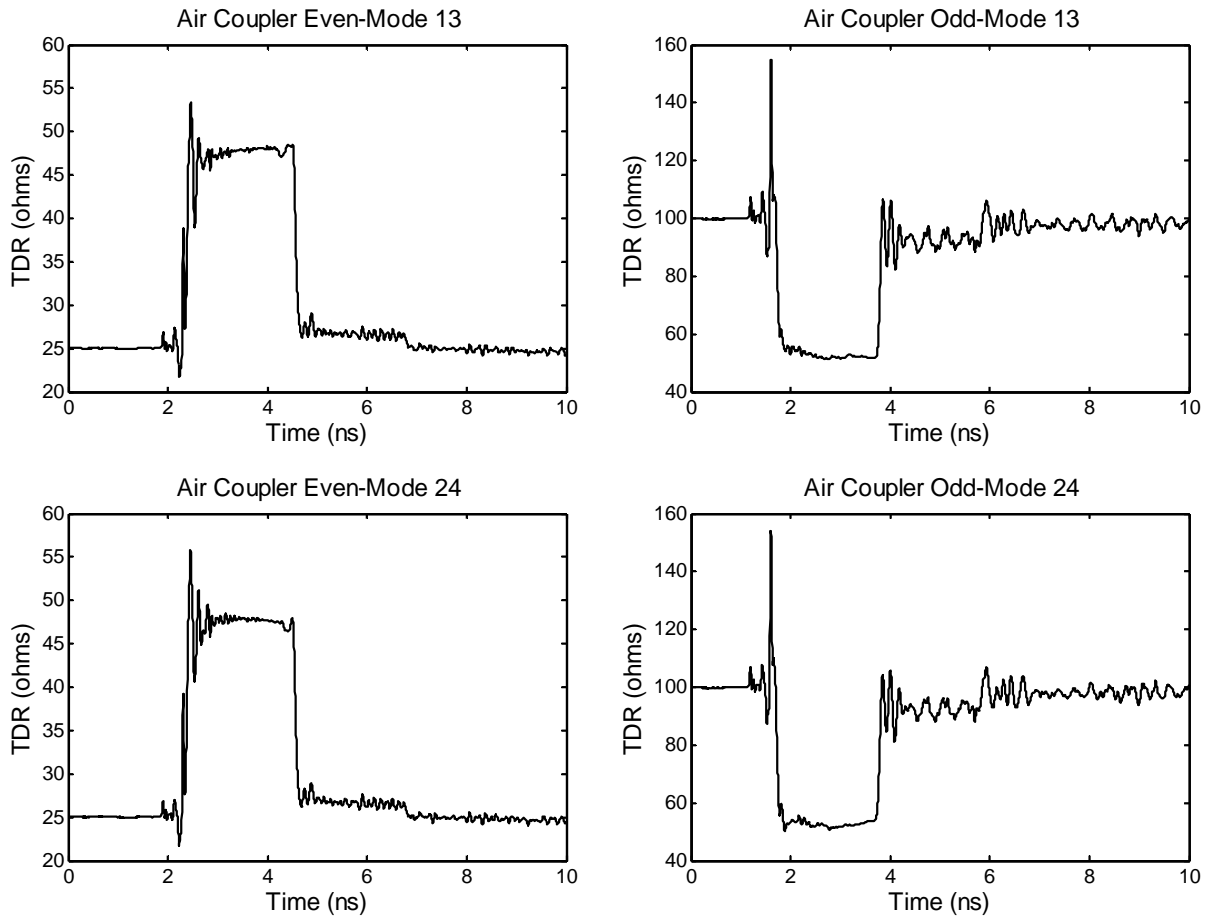 Air Coupler Even-Mode 13
60
55
50
45
40
35
30
25
20
TDR (ohms)
0 2 4 6 8 10
Time (ns)
Air Coupler Odd-Mode 13
160
140
120
100
80
60
40
TDR (ohms)
0 2 4 6 8 10
Time (ns)
Air Coupler Even-Mode 24
60
55
50
45
40
35
30
25
20
TDR (ohms)
0 2 4 6 8 10
Time (ns)
Air Coupler Odd-Mode 24
160
140
120
100
80
60
40
TDR (ohms)
0 2 4 6 8 10
Time (ns)